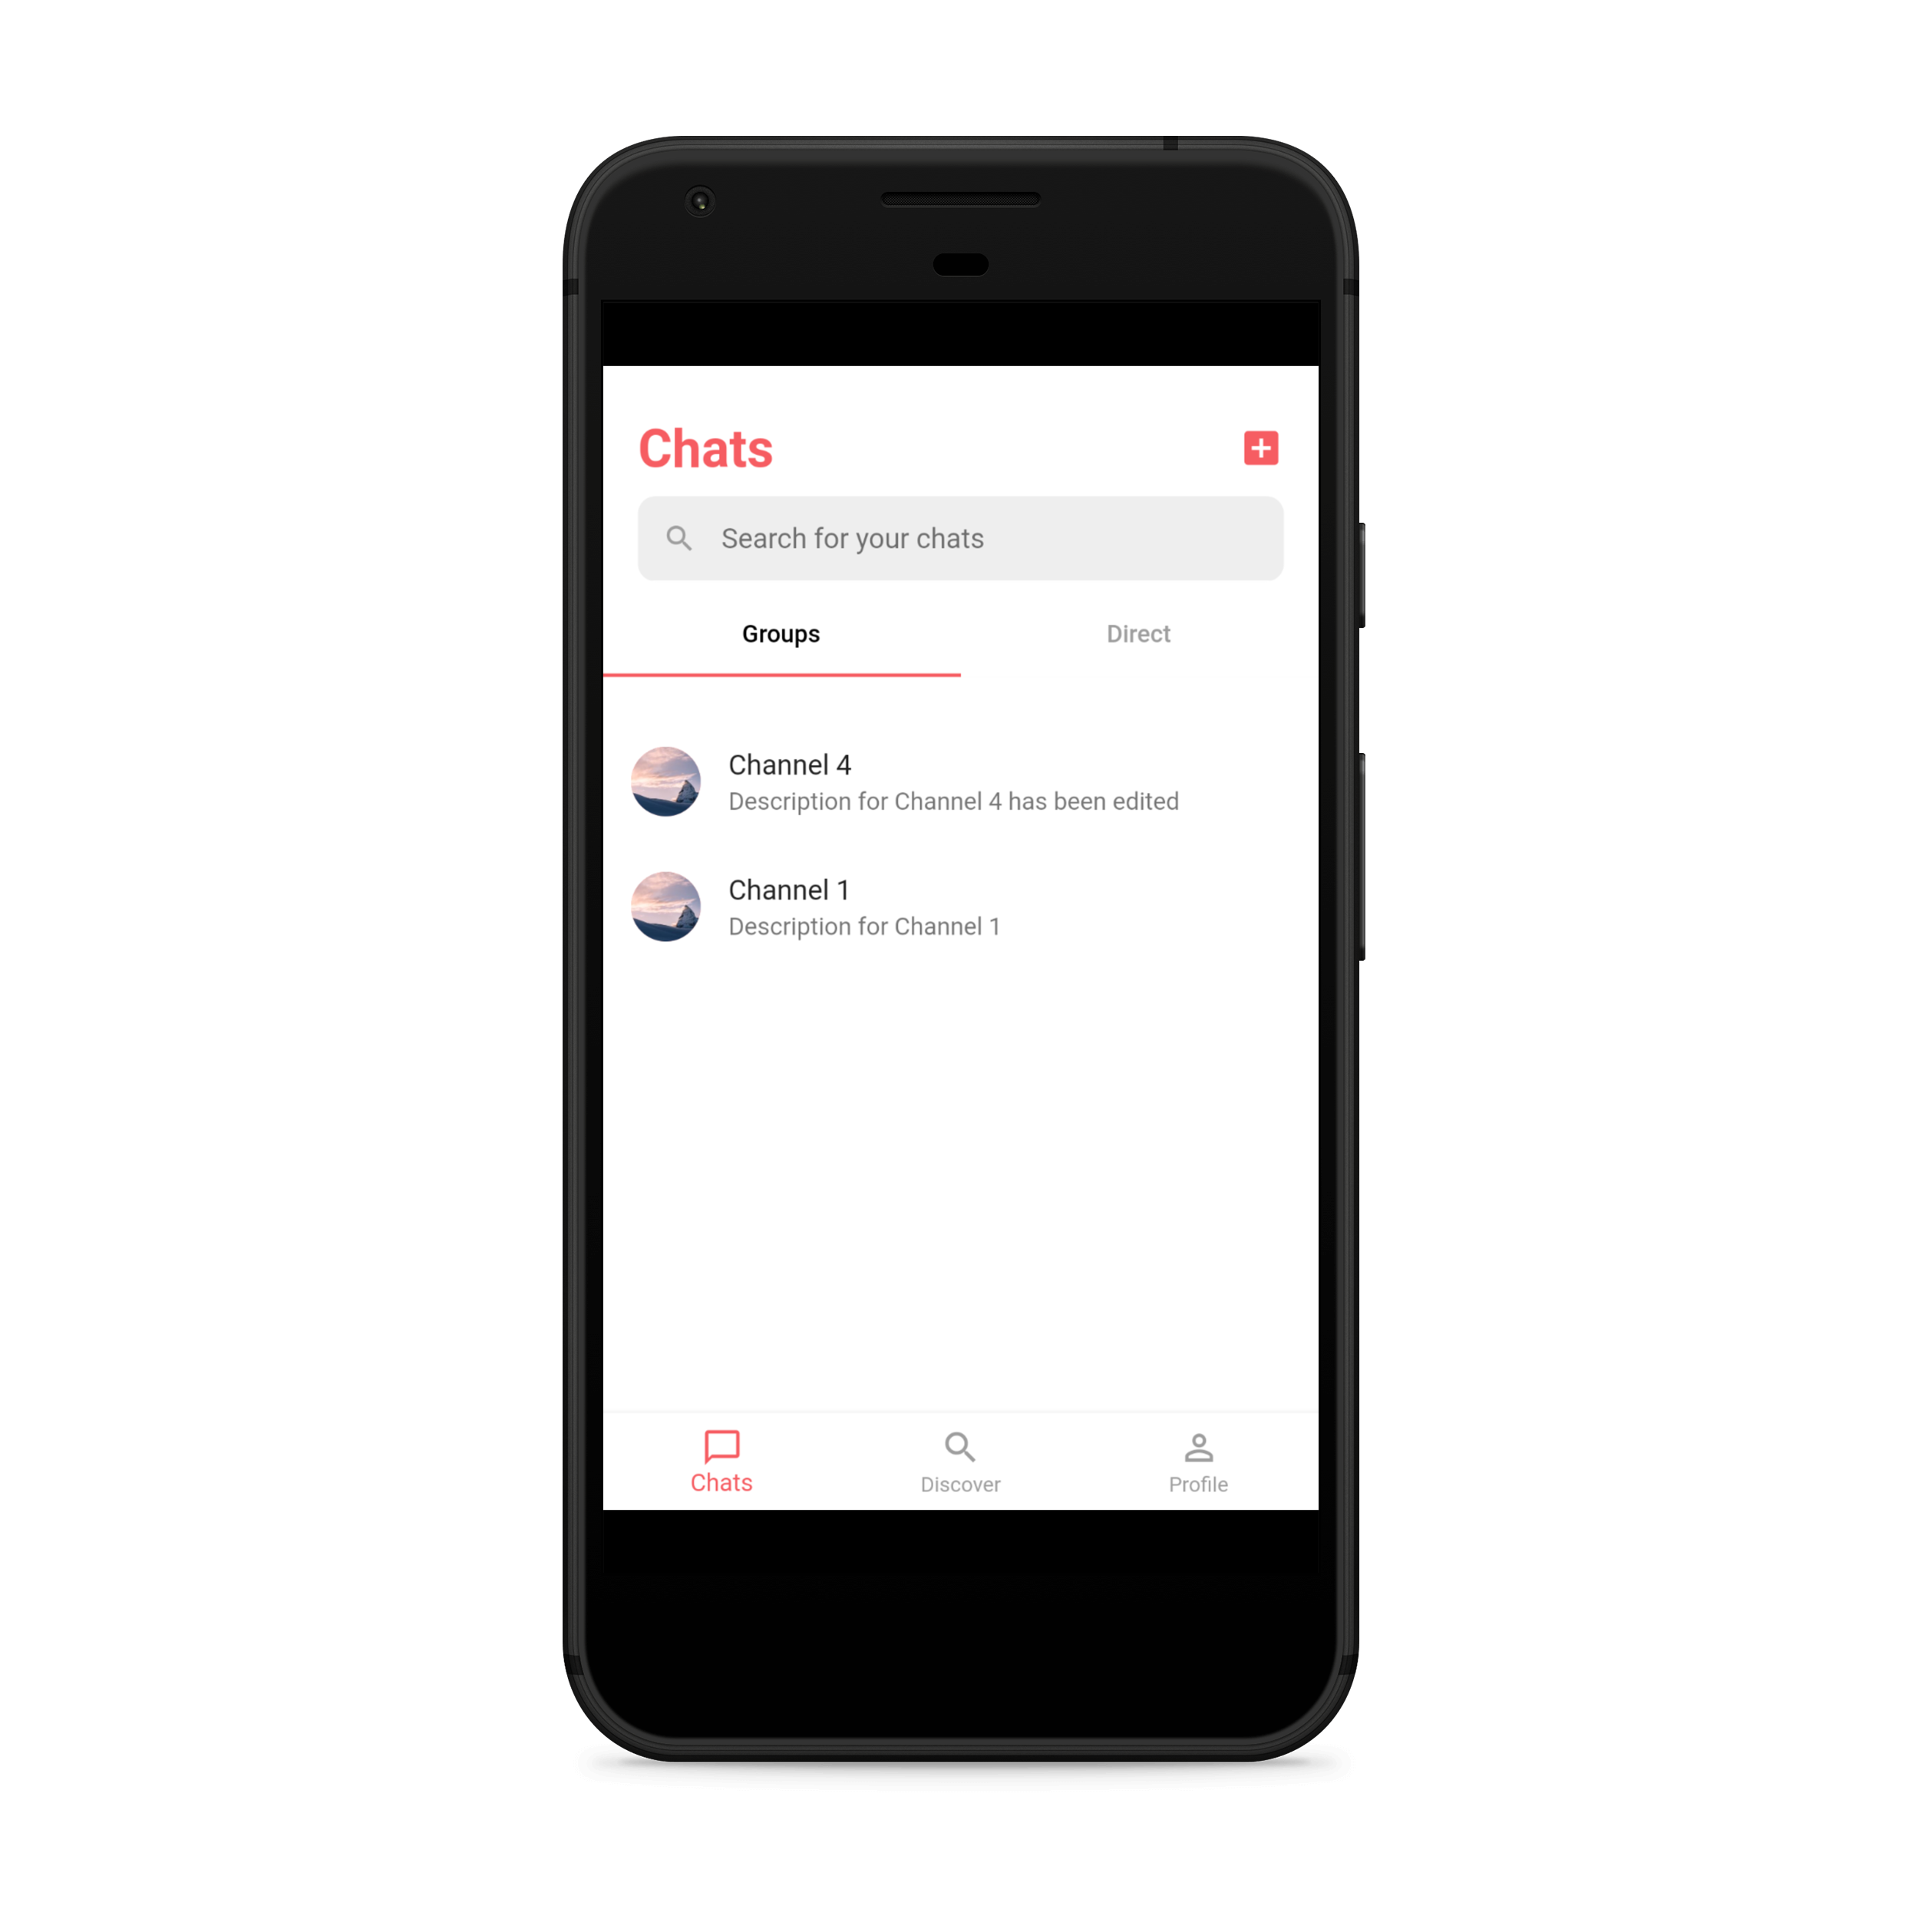 Chats
Search for your chats
Groups
Direct
Channel 4
Description for Channel 4 has been edited
Channel 1
Description for Channel 1
Chats
Discover
Profile